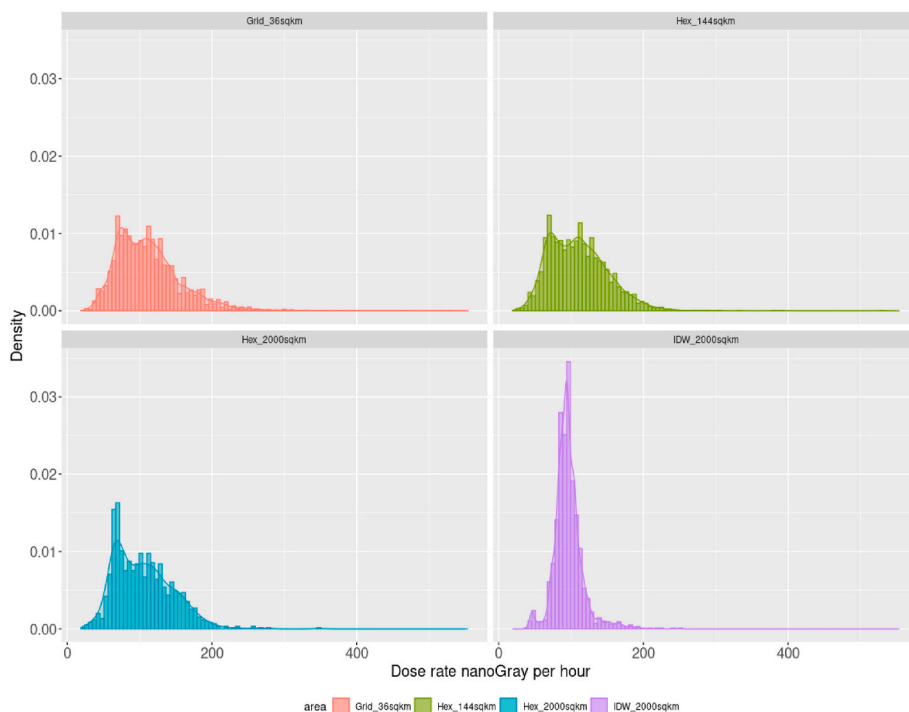 Grid_36sqkm Hex_144sqkm
0.03
0.02
0.01
0.00
Density
Hex_2000sqkm IDW_2000sqkm
0.03
0.02
0.01
0.00
0 200 400 0 200 400
Dose rate nanoGray per hour
area Grid_36sqkm Hex_144sqkm Hex_2000sqkm IDW_2000sqkm